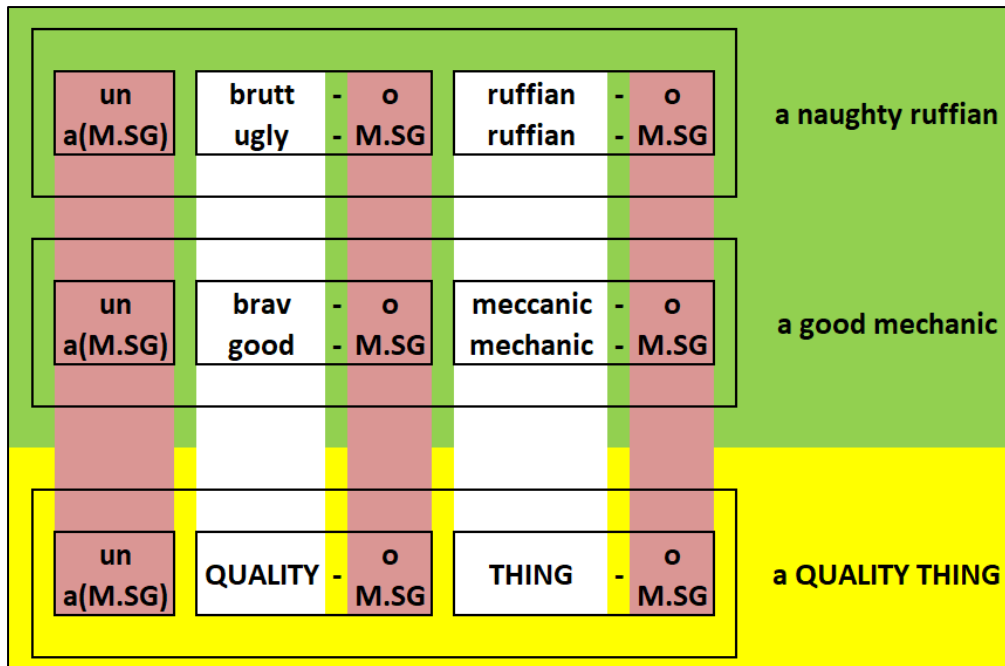 un brutt - o ruffian - o
a(M.SG) ugly - M.SG ruffian - M.SG
a naughty ruffian
un brav - o meccanic - o
a(M.SG) good - M.SG mechanic - M.SG
a good mechanic
un QUALITY - o THING - o
a(M.SG) M.SG M.SG
a QUALITY THING